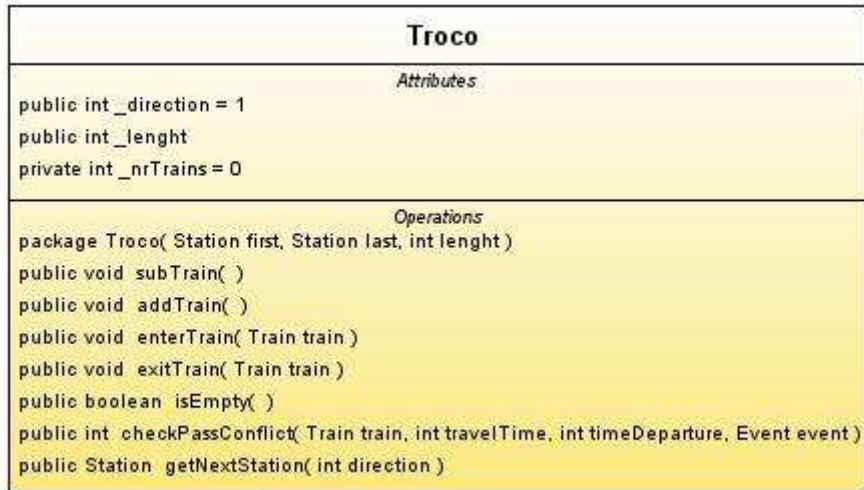 Troco
Attributes
public int _direction = 1
public int _lenght
private int _nrTrains = 0
Operations
package Troco( Station first, Station last, int lenght )
public void subTrain( )
public void addTrain( )
public void enterTrain( Train train )
public void exitTrain( Train train )
public boolean isEmpty( )
public int checkPassConflict( Train train, int travelTime, int timeDeparture, Event event )
public Station getNextStation( int direction )